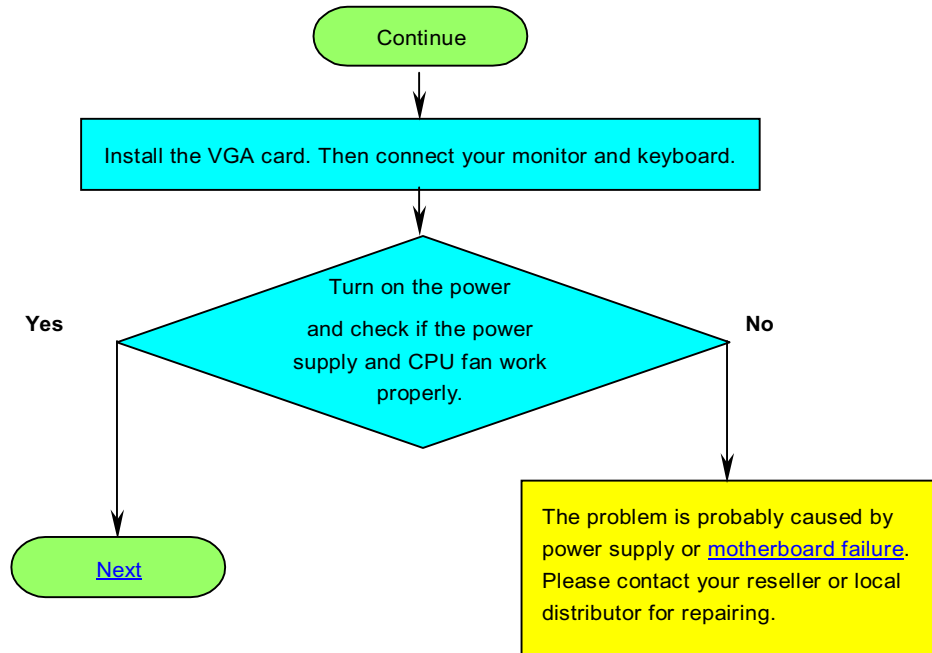 Continue
Install the VGA card. Then connect your monitor and keyboard.
Turn on the power
and check if the power
supply and CPU fan work
properly.
Yes
No
Next
The problem is probably caused by
power supply or motherboard failure.
Please contact your reseller or local
distributor for repairing.